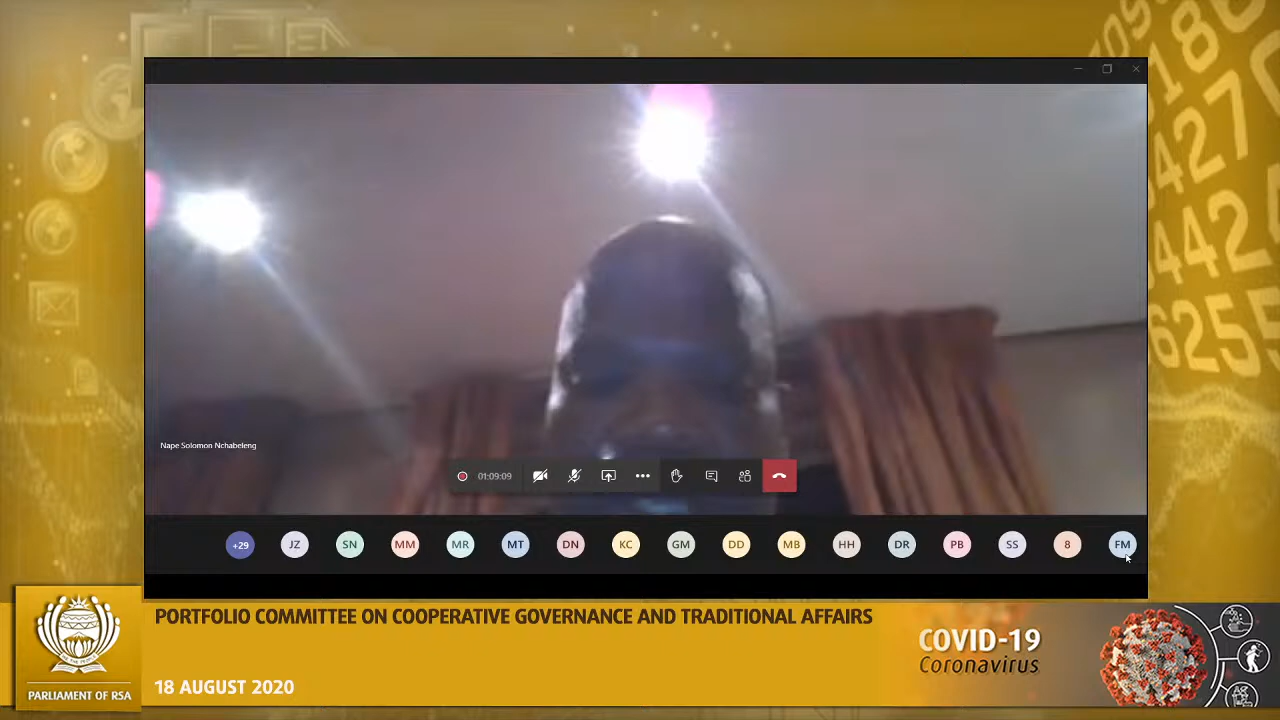 Nape Solomon Nchabeleng
01:09:09
+29 JZ SN MM MR MT DN KC GM DD MB HH DR PB SS 8 FM
PORTFOLIO COMMITTEE ON COOPERATIVE GOVERNANCE AND TRADITIONAL AFFAIRS
18 AUGUST 2020
PARLIAMENT OF RSA
COVID-19
Coronavirus